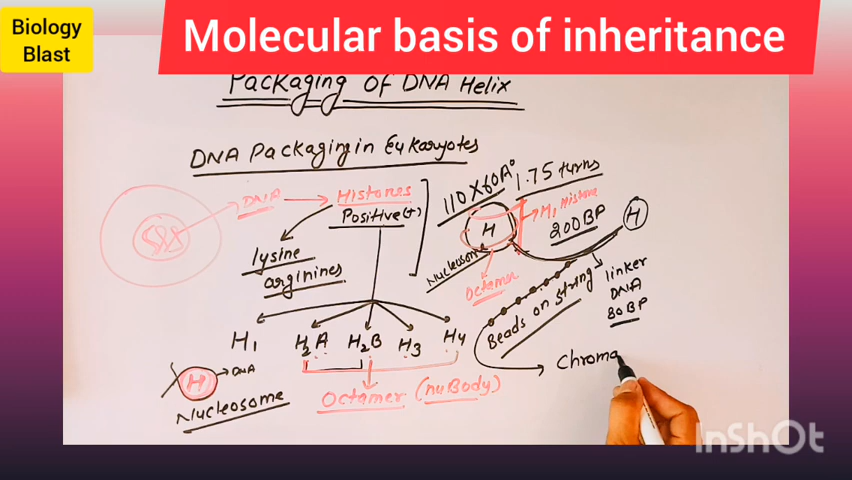 Biology
Blast
Molecular basis of inheritance
Packaging of DNA Helix
DNA Packaging in Eukaryotes
DNA
Histones
Positive(+)
lysine
arginines
H1
H2A
H2B
H3
H4
H
DNA
Nucleosome
Octamer (nuBody)
110X60A°
1.75 turns
H1 Histone
200BP
H
H
Nucleosome
Octamer
linker
DNA
80BP
Beads on string
Chroma
InShOt